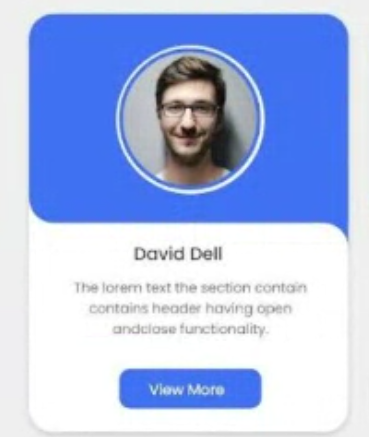 David Dell
The lorem text the section contain
contains header having open
andclose functionality.
View More